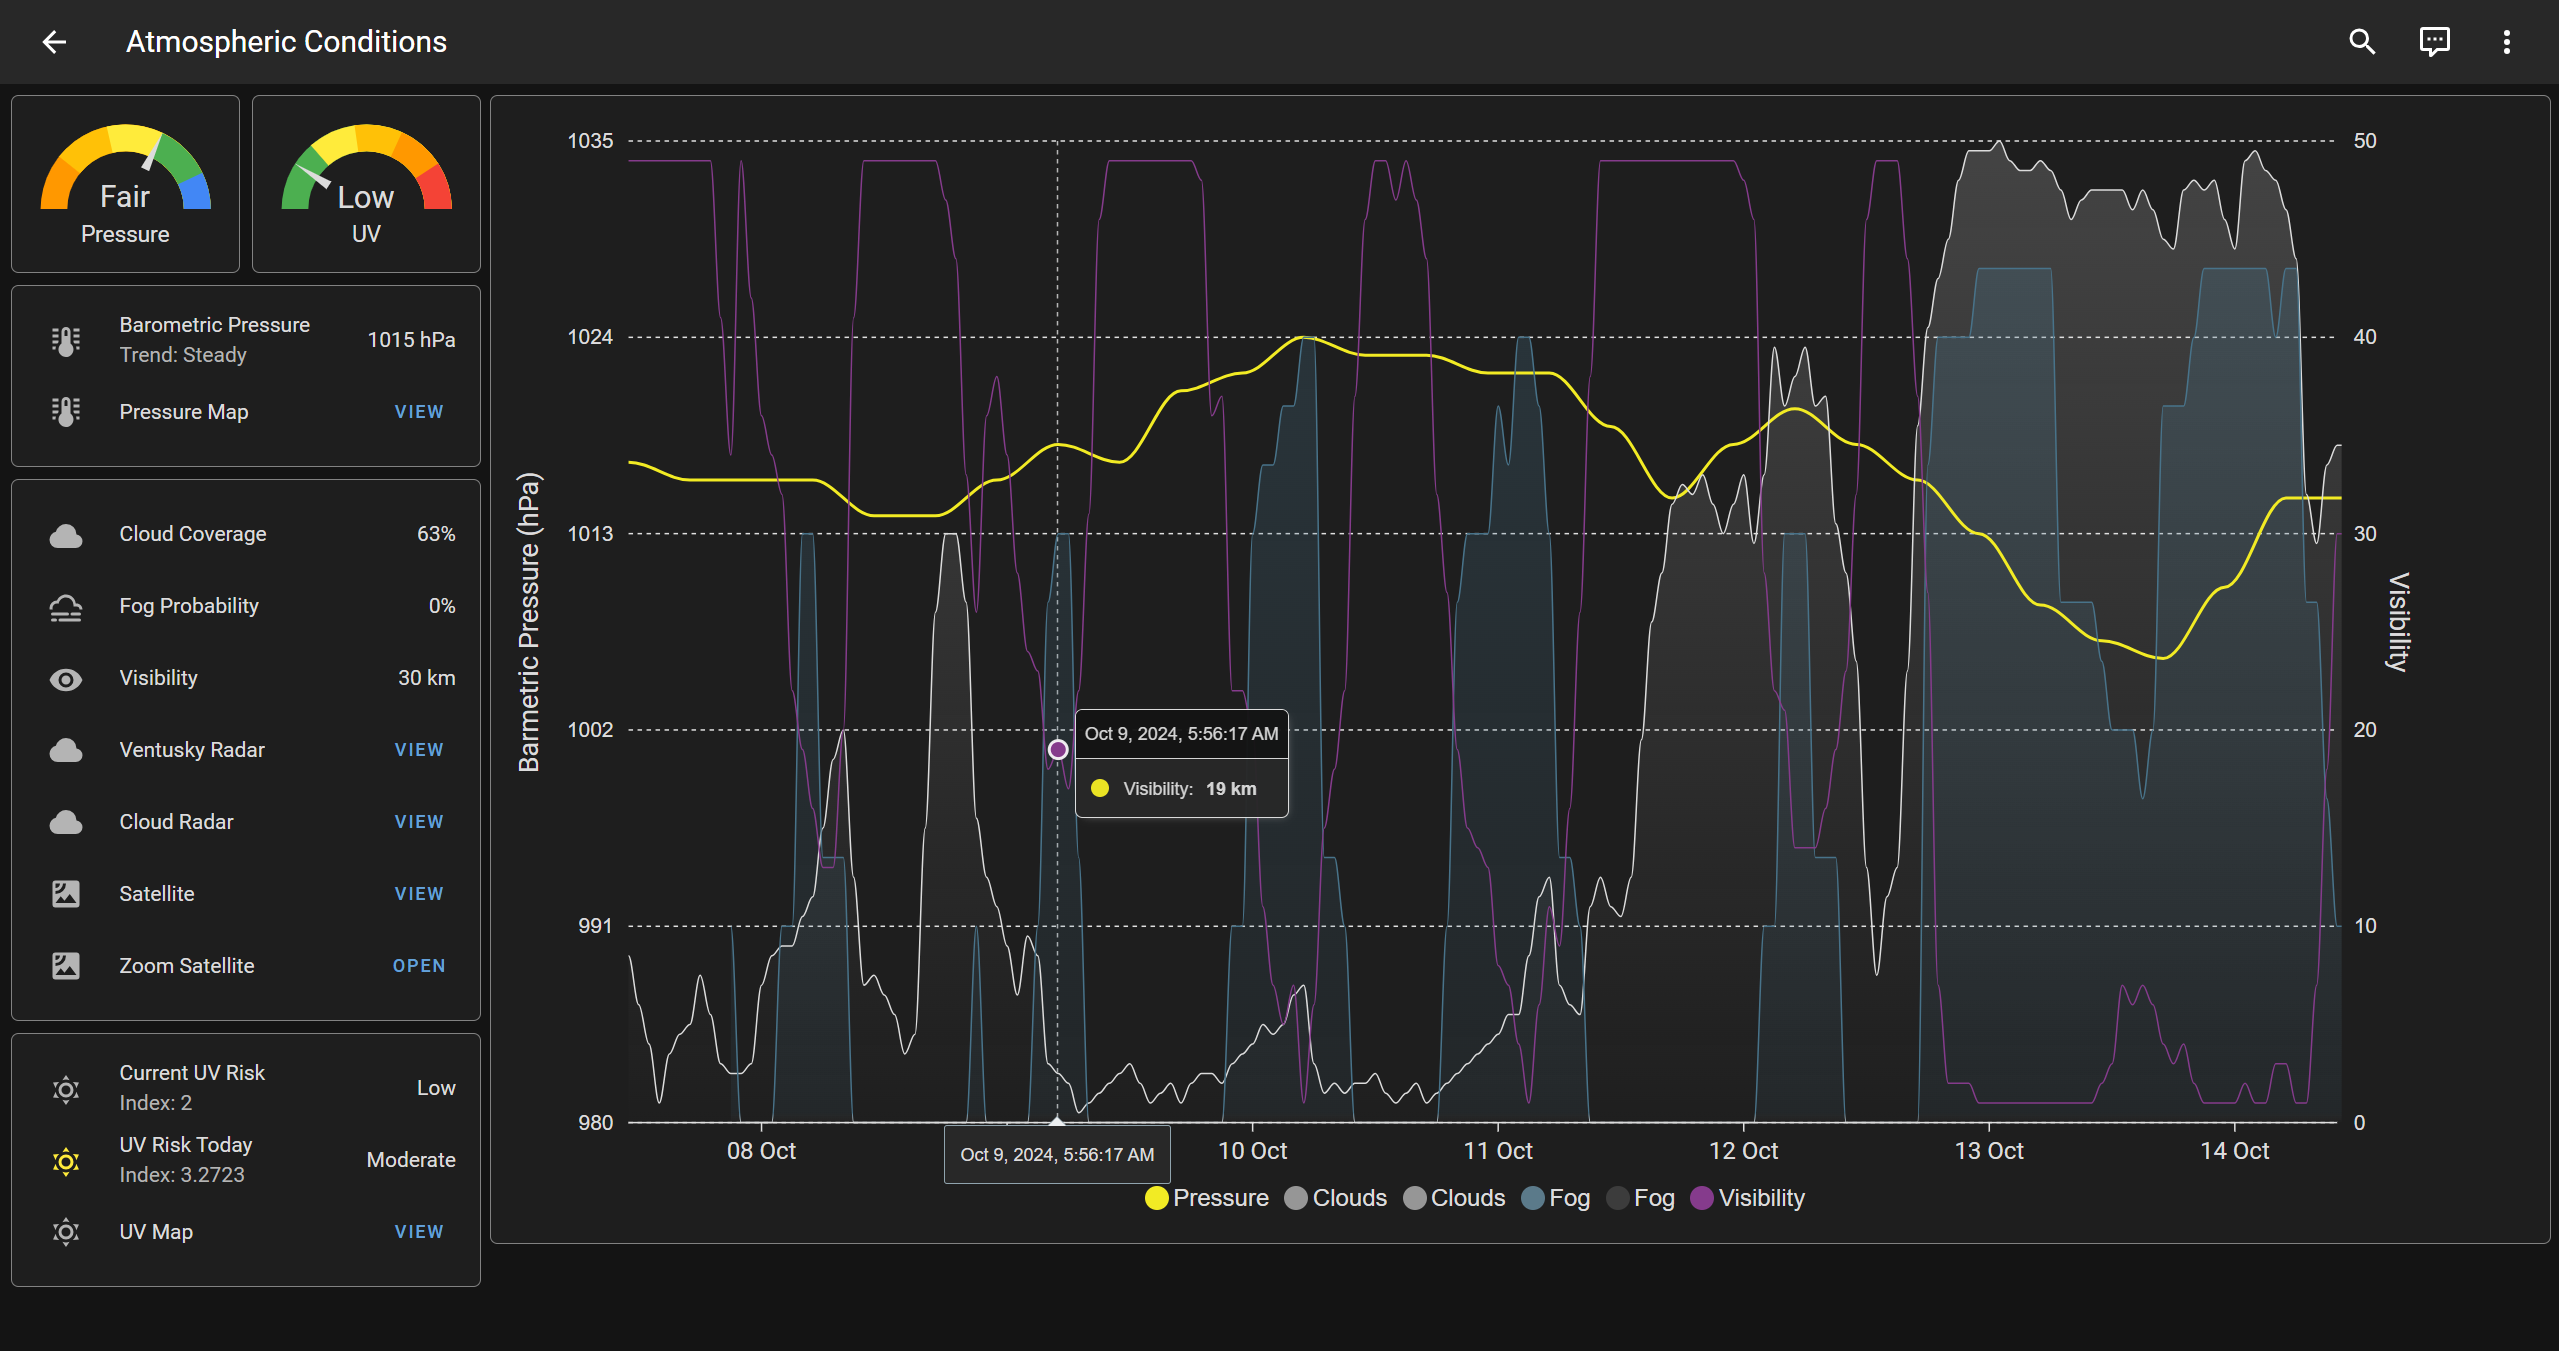 Atmospheric Conditions
Fair
Pressure
Low
UV
Barometric Pressure
Trend: Steady
1015 hPa
Pressure Map
VIEW
Cloud Coverage
63%
Fog Probability
0%
Visibility
30 km
Ventusky Radar
VIEW
Cloud Radar
VIEW
Satellite
VIEW
Zoom Satellite
OPEN
Current UV Risk
Index: 2
Low
UV Risk Today
Index: 3.2723
Moderate
UV Map
VIEW
Barmetric Pressure (hPa)
1035
1024
1013
1002
991
980
50
40
30
20
10
0
Visibility
Oct 9, 2024, 5:56:17 AM
Visibility: 19 km
08 Oct
Oct 9, 2024, 5:56:17 AM
10 Oct
11 Oct
12 Oct
13 Oct
14 Oct
Pressure Clouds Clouds Fog Fog Visibility